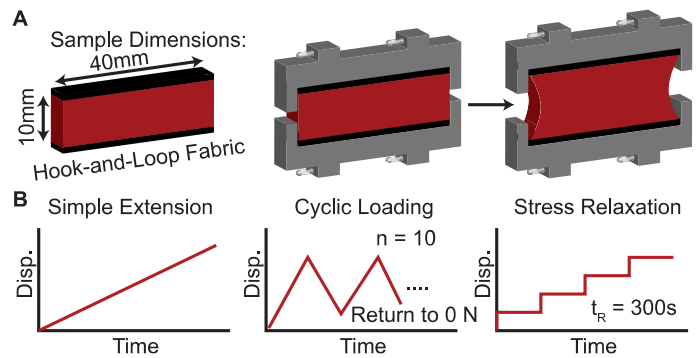 A
Sample Dimensions:
40mm
10mm
Hook-and-Loop Fabric
B
Simple Extension
Disp.
Time
Cyclic Loading
Disp.
n = 10
....
Return to 0 N
Time
Stress Relaxation
Disp.
t_R = 300s
Time